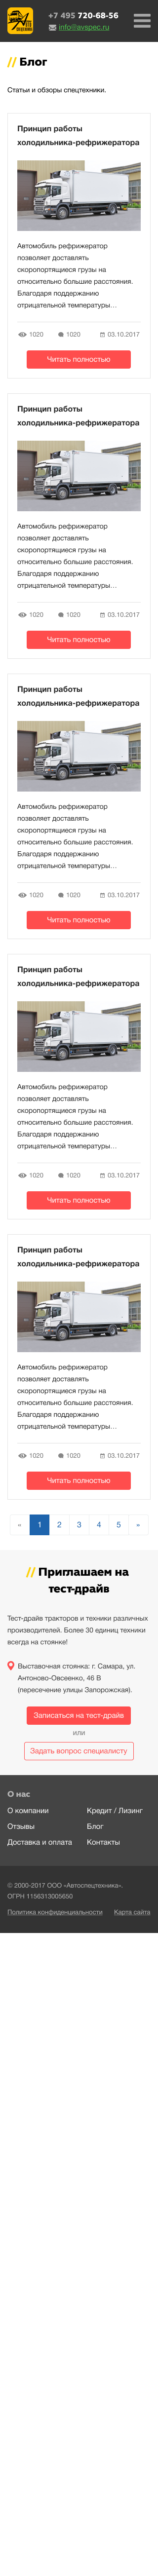 АВТО
СПЕЦТЕХНИКА
+7 495 720-68-56
info@avspec.ru
// Блог
Статьи и обзоры спецтехники.
Принцип работы
холодильника-рефрижератора
Автомобиль рефрижератор
позволяет доставлять
скоропортящиеся грузы на
относительно большие расстояния.
Благодаря поддержанию
отрицательной температуры…
1020 1020 03.10.2017
Читать полностью
Принцип работы
холодильника-рефрижератора
Автомобиль рефрижератор
позволяет доставлять
скоропортящиеся грузы на
относительно большие расстояния.
Благодаря поддержанию
отрицательной температуры…
1020 1020 03.10.2017
Читать полностью
Принцип работы
холодильника-рефрижератора
Автомобиль рефрижератор
позволяет доставлять
скоропортящиеся грузы на
относительно большие расстояния.
Благодаря поддержанию
отрицательной температуры…
1020 1020 03.10.2017
Читать полностью
Принцип работы
холодильника-рефрижератора
Автомобиль рефрижератор
позволяет доставлять
скоропортящиеся грузы на
относительно большие расстояния.
Благодаря поддержанию
отрицательной температуры…
1020 1020 03.10.2017
Читать полностью
Принцип работы
холодильника-рефрижератора
Автомобиль рефрижератор
позволяет доставлять
скоропортящиеся грузы на
относительно большие расстояния.
Благодаря поддержанию
отрицательной температуры…
1020 1020 03.10.2017
Читать полностью
« 1 2 3 4 5 »
// Приглашаем на
тест-драйв
Тест-драйв тракторов и техники различных
производителей. Более 30 единиц техники
всегда на стоянке!
Выставочная стоянка: г. Самара, ул.
Антоново-Овсеенко, 46 В
(пересечение улицы Запорожская).
Записаться на тест-драйв
или
Задать вопрос специалисту
О нас
О компании Кредит / Лизинг
Отзывы Блог
Доставка и оплата Контакты
© 2000-2017 ООО «Автоспецтехника».
ОГРН 1156313005650
Политика конфиденциальности Карта сайта